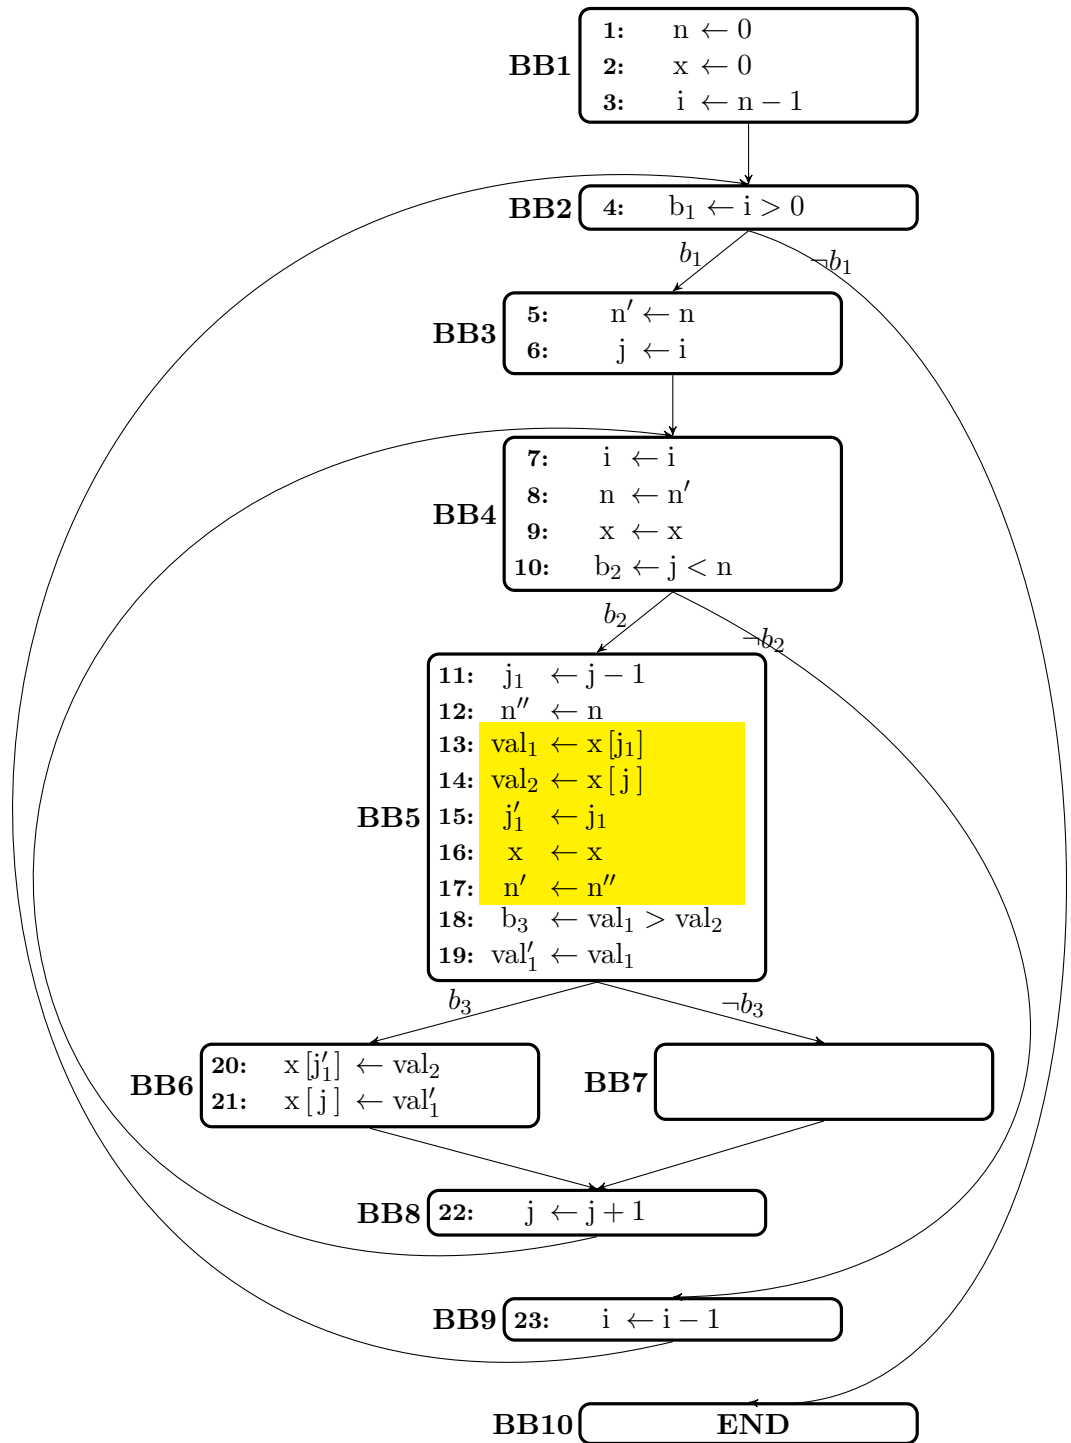 BB1
1: n ← 0
2: x ← 0
3: i ← n − 1
BB2
4: b₁ ← i > 0
b₁
¬b₁
BB3
5: n′ ← n
6: j ← i
BB4
7: i ← i
8: n ← n′
9: x ← x
10: b₂ ← j < n
b₂
¬b₂
BB5
11: j₁ ← j − 1
12: n″ ← n
13: val₁ ← x [j₁]
14: val₂ ← x [ j ]
15: j′₁ ← j₁
16: x ← x
17: n′ ← n″
18: b₃ ← val₁ > val₂
19: val′₁ ← val₁
b₃
¬b₃
BB6
20: x [j′₁] ← val₂
21: x [ j ] ← val′₁
BB7
BB8
22: j ← j + 1
BB9
23: i ← i − 1
BB10
END